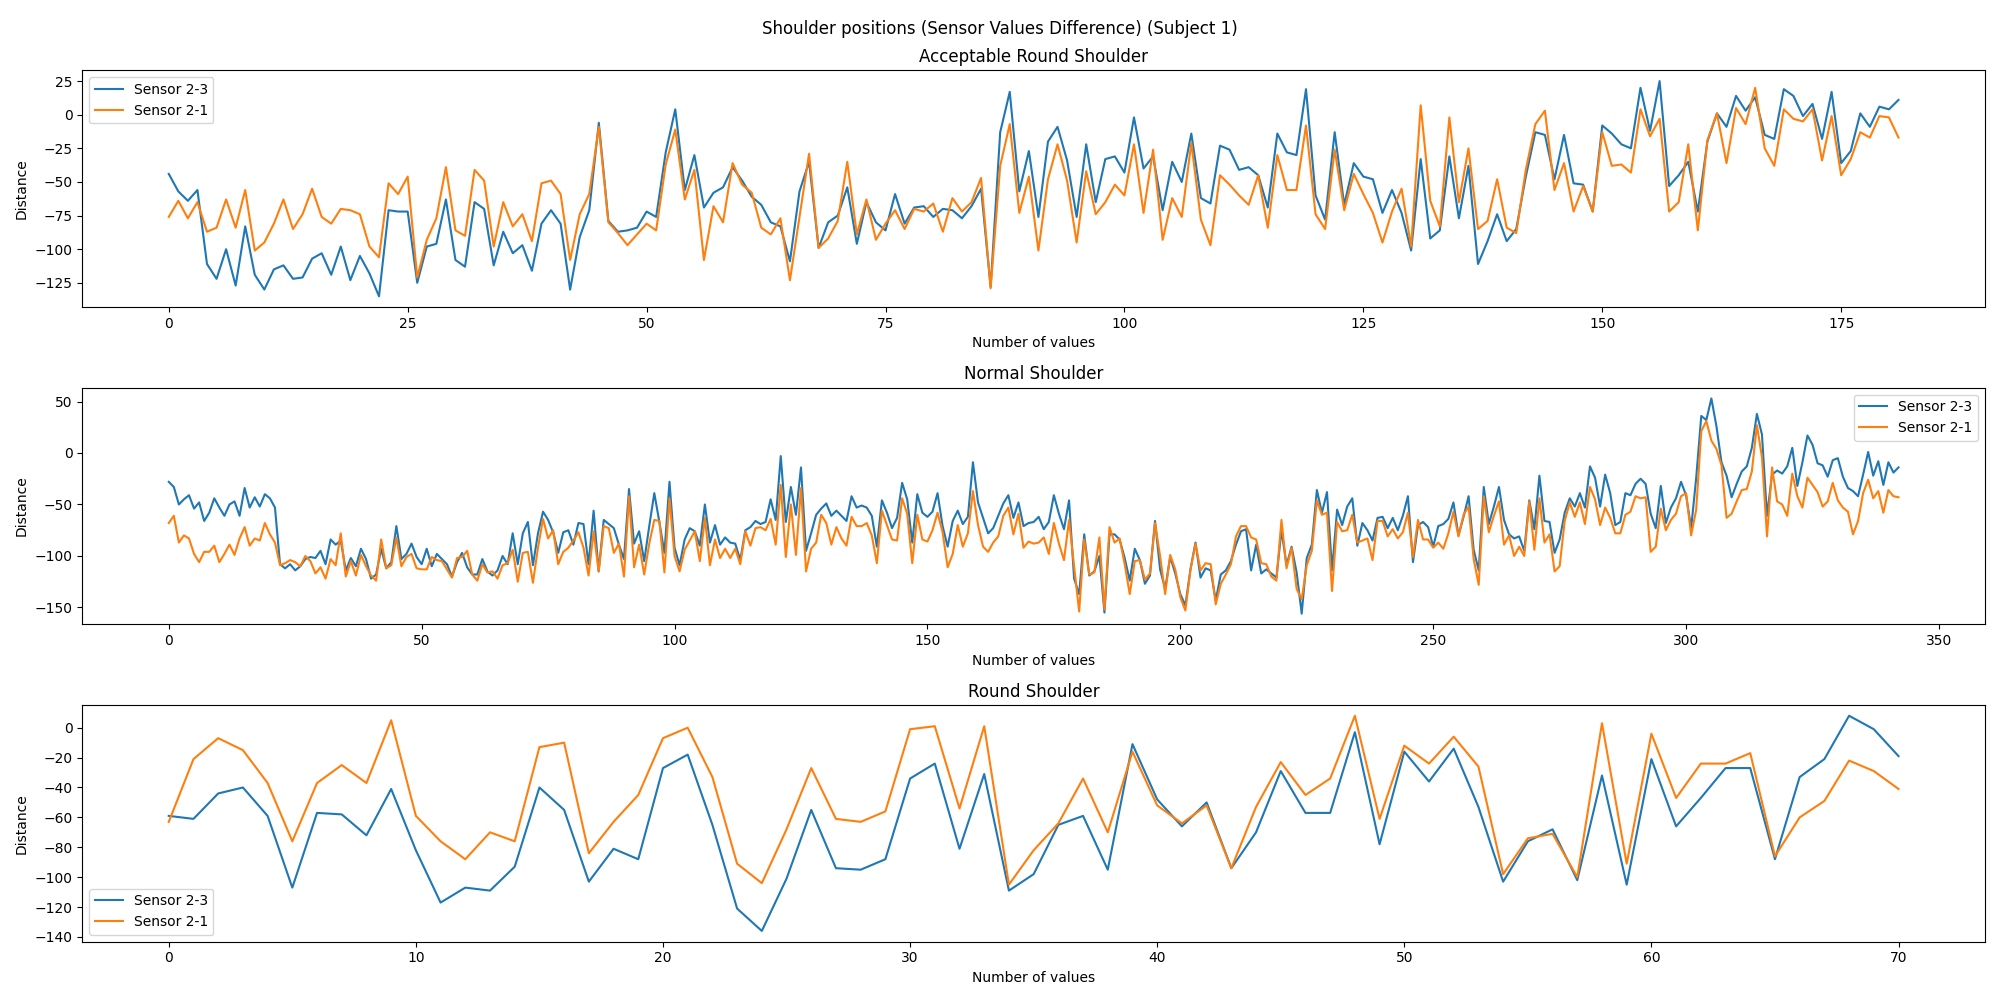 Shoulder positions (Sensor Values Difference) (Subject 1)
Acceptable Round Shoulder
Sensor 2-3
Sensor 2-1
25
0
−25
−50
−75
−100
−125
Distance
0 25 50 75 100 125 150 175
Number of values
Normal Shoulder
Sensor 2-3
Sensor 2-1
50
0
−50
−100
−150
Distance
0 50 100 150 200 250 300 350
Number of values
Round Shoulder
0
−20
−40
−60
−80
−100
−120
−140
Distance
Sensor 2-3
Sensor 2-1
0 10 20 30 40 50 60 70
Number of values